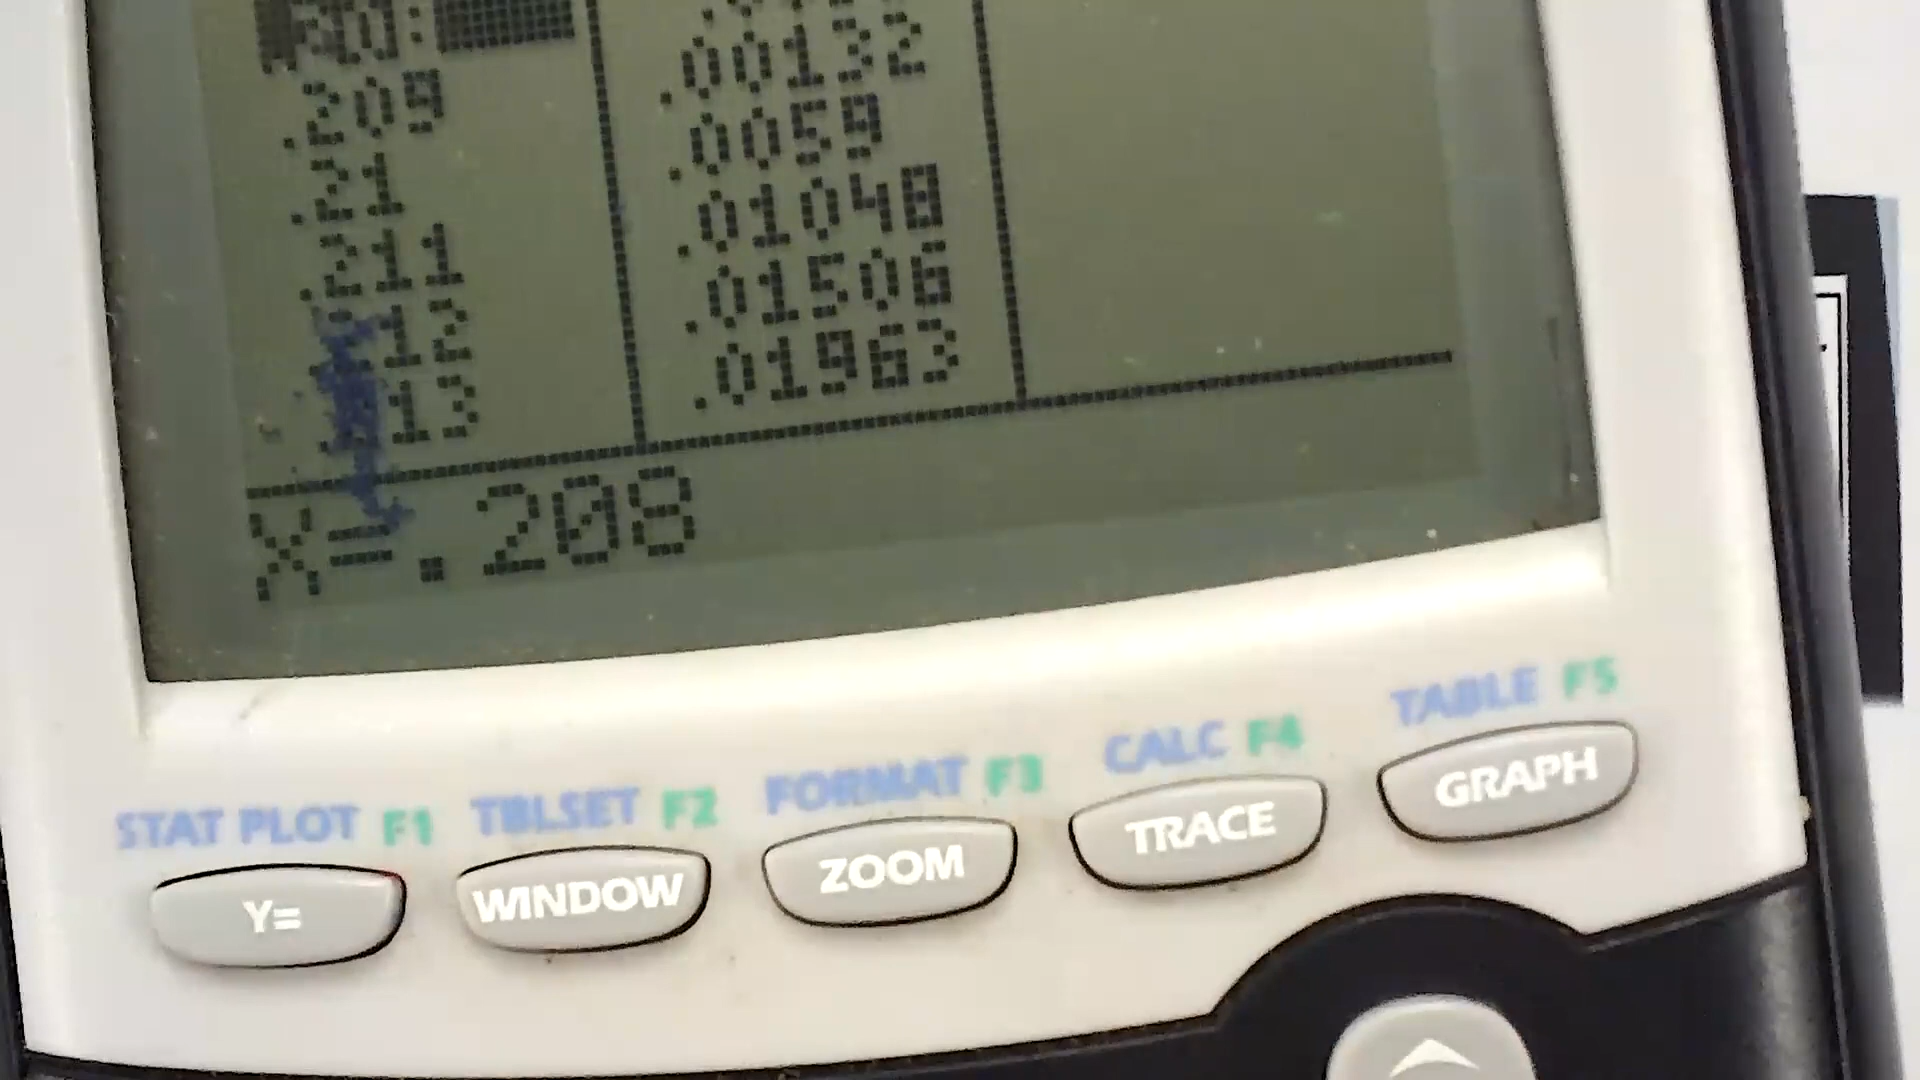 .209 .00132
.21 .0059
.211 .01048
12 .01506
13 .01963
X=.208
STAT PLOT F1 TBLSET F2 FORMAT F3 CALC F4 TABLE F5
Y= WINDOW ZOOM TRACE GRAPH